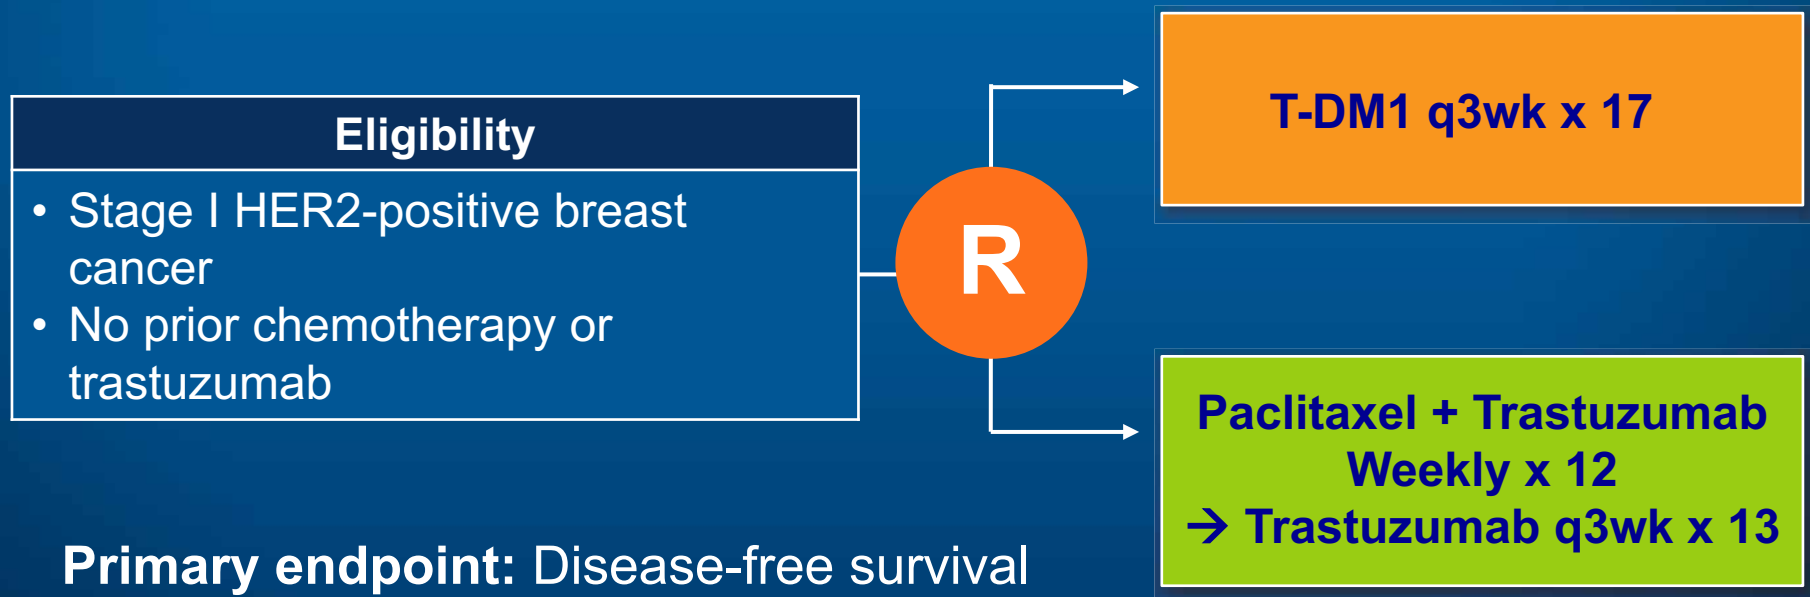 Eligibility
• Stage I HER2-positive breast
cancer
• No prior chemotherapy or
trastuzumab
R
T-DM1 q3wk x 17
Paclitaxel + Trastuzumab
Weekly x 12
→ Trastuzumab q3wk x 13
Primary endpoint: Disease-free survival